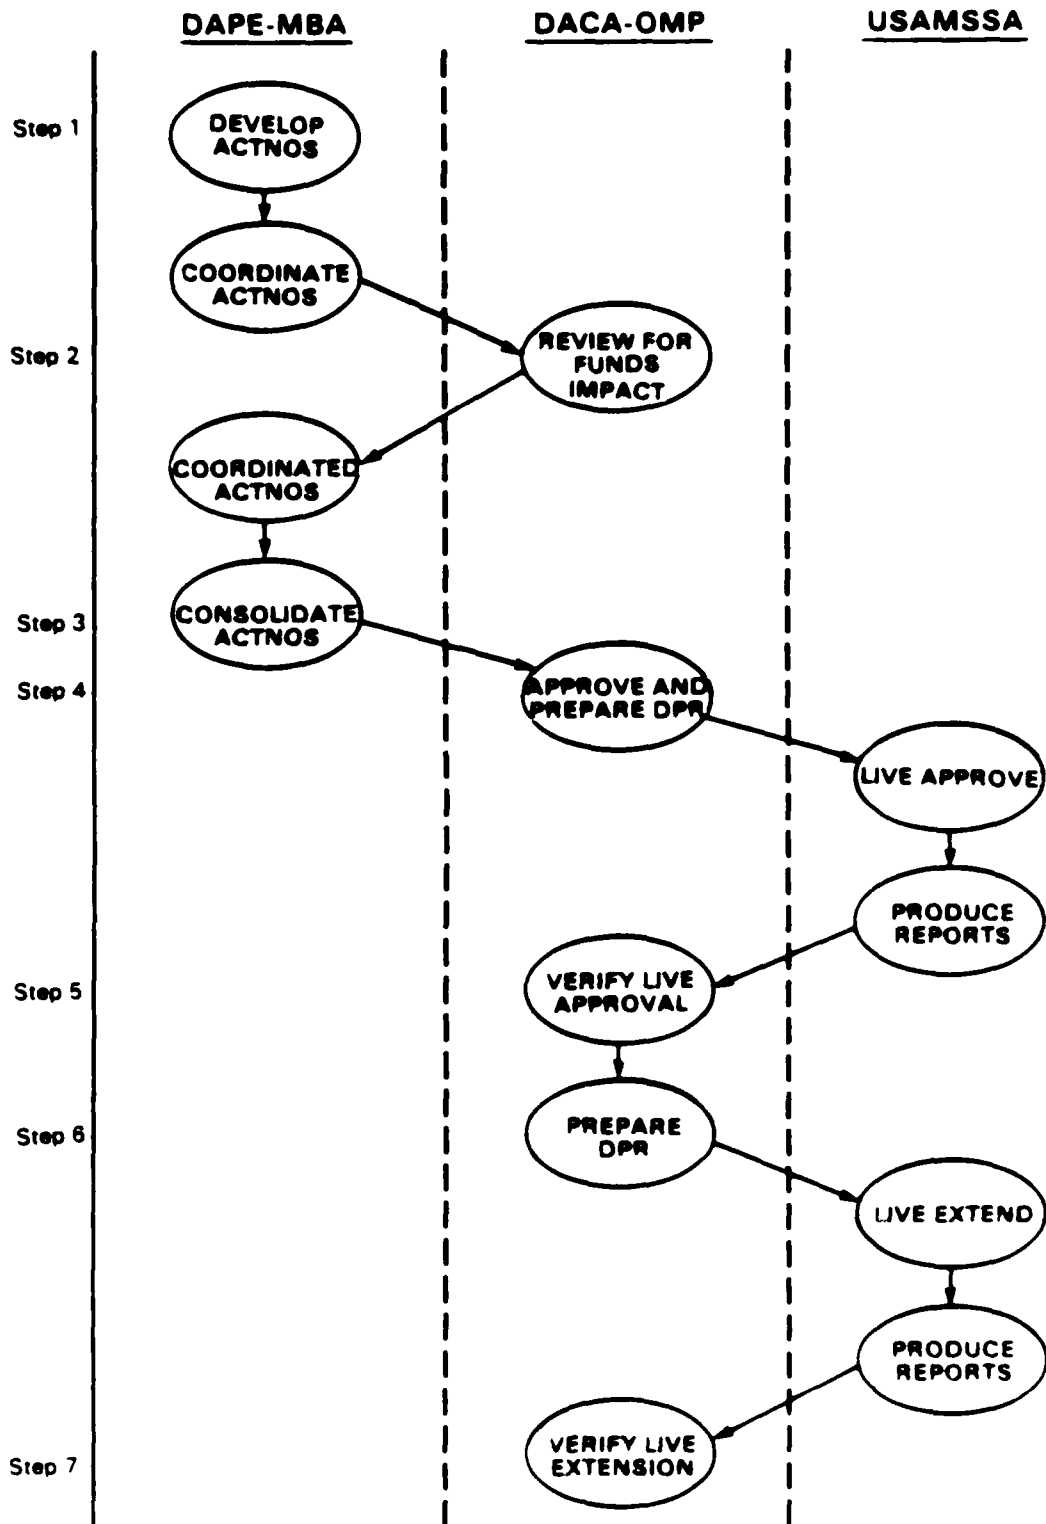 DAPE-MBA
DACA-OMP
USAMSSA
Step 1
DEVELOP
ACTNOS
COORDINATE
ACTNOS
Step 2
REVIEW FOR
FUNDS
IMPACT
COORDINATED
ACTNOS
Step 3
CONSOLIDATE
ACTNOS
Step 4
APPROVE AND
PREPARE DPR
LIVE APPROVE
PRODUCE
REPORTS
Step 5
VERIFY LIVE
APPROVAL
Step 6
PREPARE
DPR
LIVE EXTEND
PRODUCE
REPORTS
Step 7
VERIFY LIVE
EXTENSION